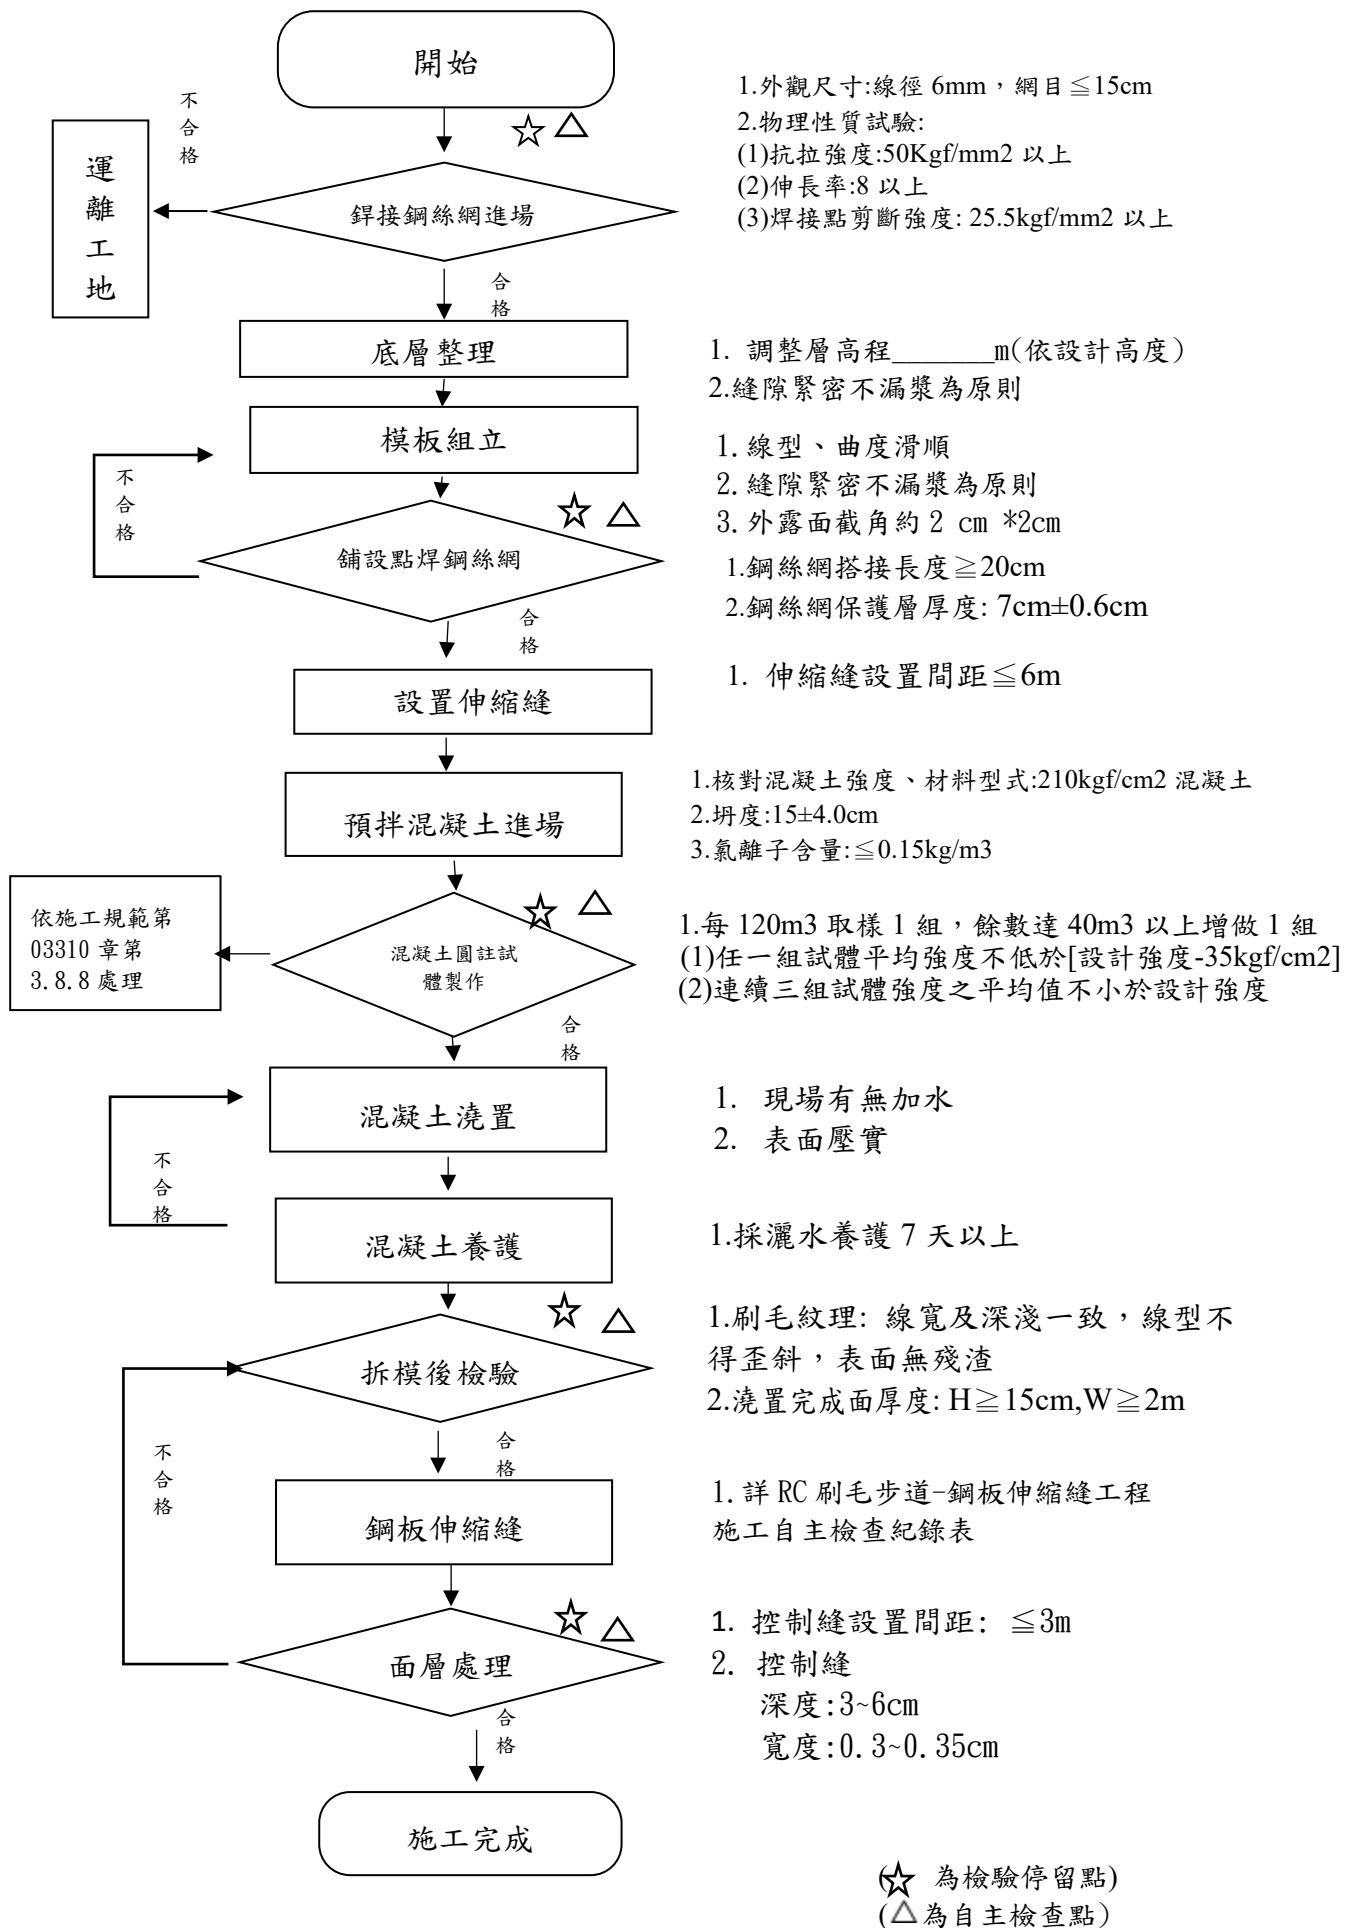 開始
1.外觀尺寸:線徑 6mm，網目≦15cm
2.物理性質試驗:
(1)抗拉強度:50Kgf/mm2 以上
(2)伸長率:8 以上
(3)焊接點剪斷強度: 25.5kgf/mm2 以上
不合格
運離工地
銲接鋼絲網進場
合格
底層整理
1. 調整層高程_______m(依設計高度)
2.縫隙緊密不漏漿為原則
模板組立
1. 線型、曲度滑順
2. 縫隙緊密不漏漿為原則
3. 外露面截角約 2 cm *2cm
不合格
舖設點焊鋼絲網
1.鋼絲網搭接長度≧20cm
2.鋼絲網保護層厚度: 7cm±0.6cm
合格
設置伸縮縫
1. 伸縮縫設置間距≦6m
預拌混凝土進場
1.核對混凝土強度、材料型式:210kgf/cm2 混凝土
2.坍度:15±4.0cm
3.氯離子含量:≦0.15kg/m3
依施工規範第
03310 章第
3.8.8 處理
混凝土圓註試
體製作
1.每 120m3 取樣 1 組，餘數達 40m3 以上增做 1 組
(1)任一組試體平均強度不低於[設計強度-35kgf/cm2]
(2)連續三組試體強度之平均值不小於設計強度
合格
混凝土澆置
1. 現場有無加水
2. 表面壓實
不合格
混凝土養護
1.採灑水養護 7 天以上
拆模後檢驗
1.刷毛紋理: 線寬及深淺一致，線型不
得歪斜，表面無殘渣
2.澆置完成面厚度: H≧15cm,W≧2m
合格
不合格
鋼板伸縮縫
1. 詳 RC 刷毛步道-鋼板伸縮縫工程
施工自主檢查紀錄表
面層處理
1. 控制縫設置間距: ≦3m
2. 控制縫
深度:3~6cm
寬度:0.3~0.35cm
合格
施工完成
(☆ 為檢驗停留點)
(△為自主檢查點)